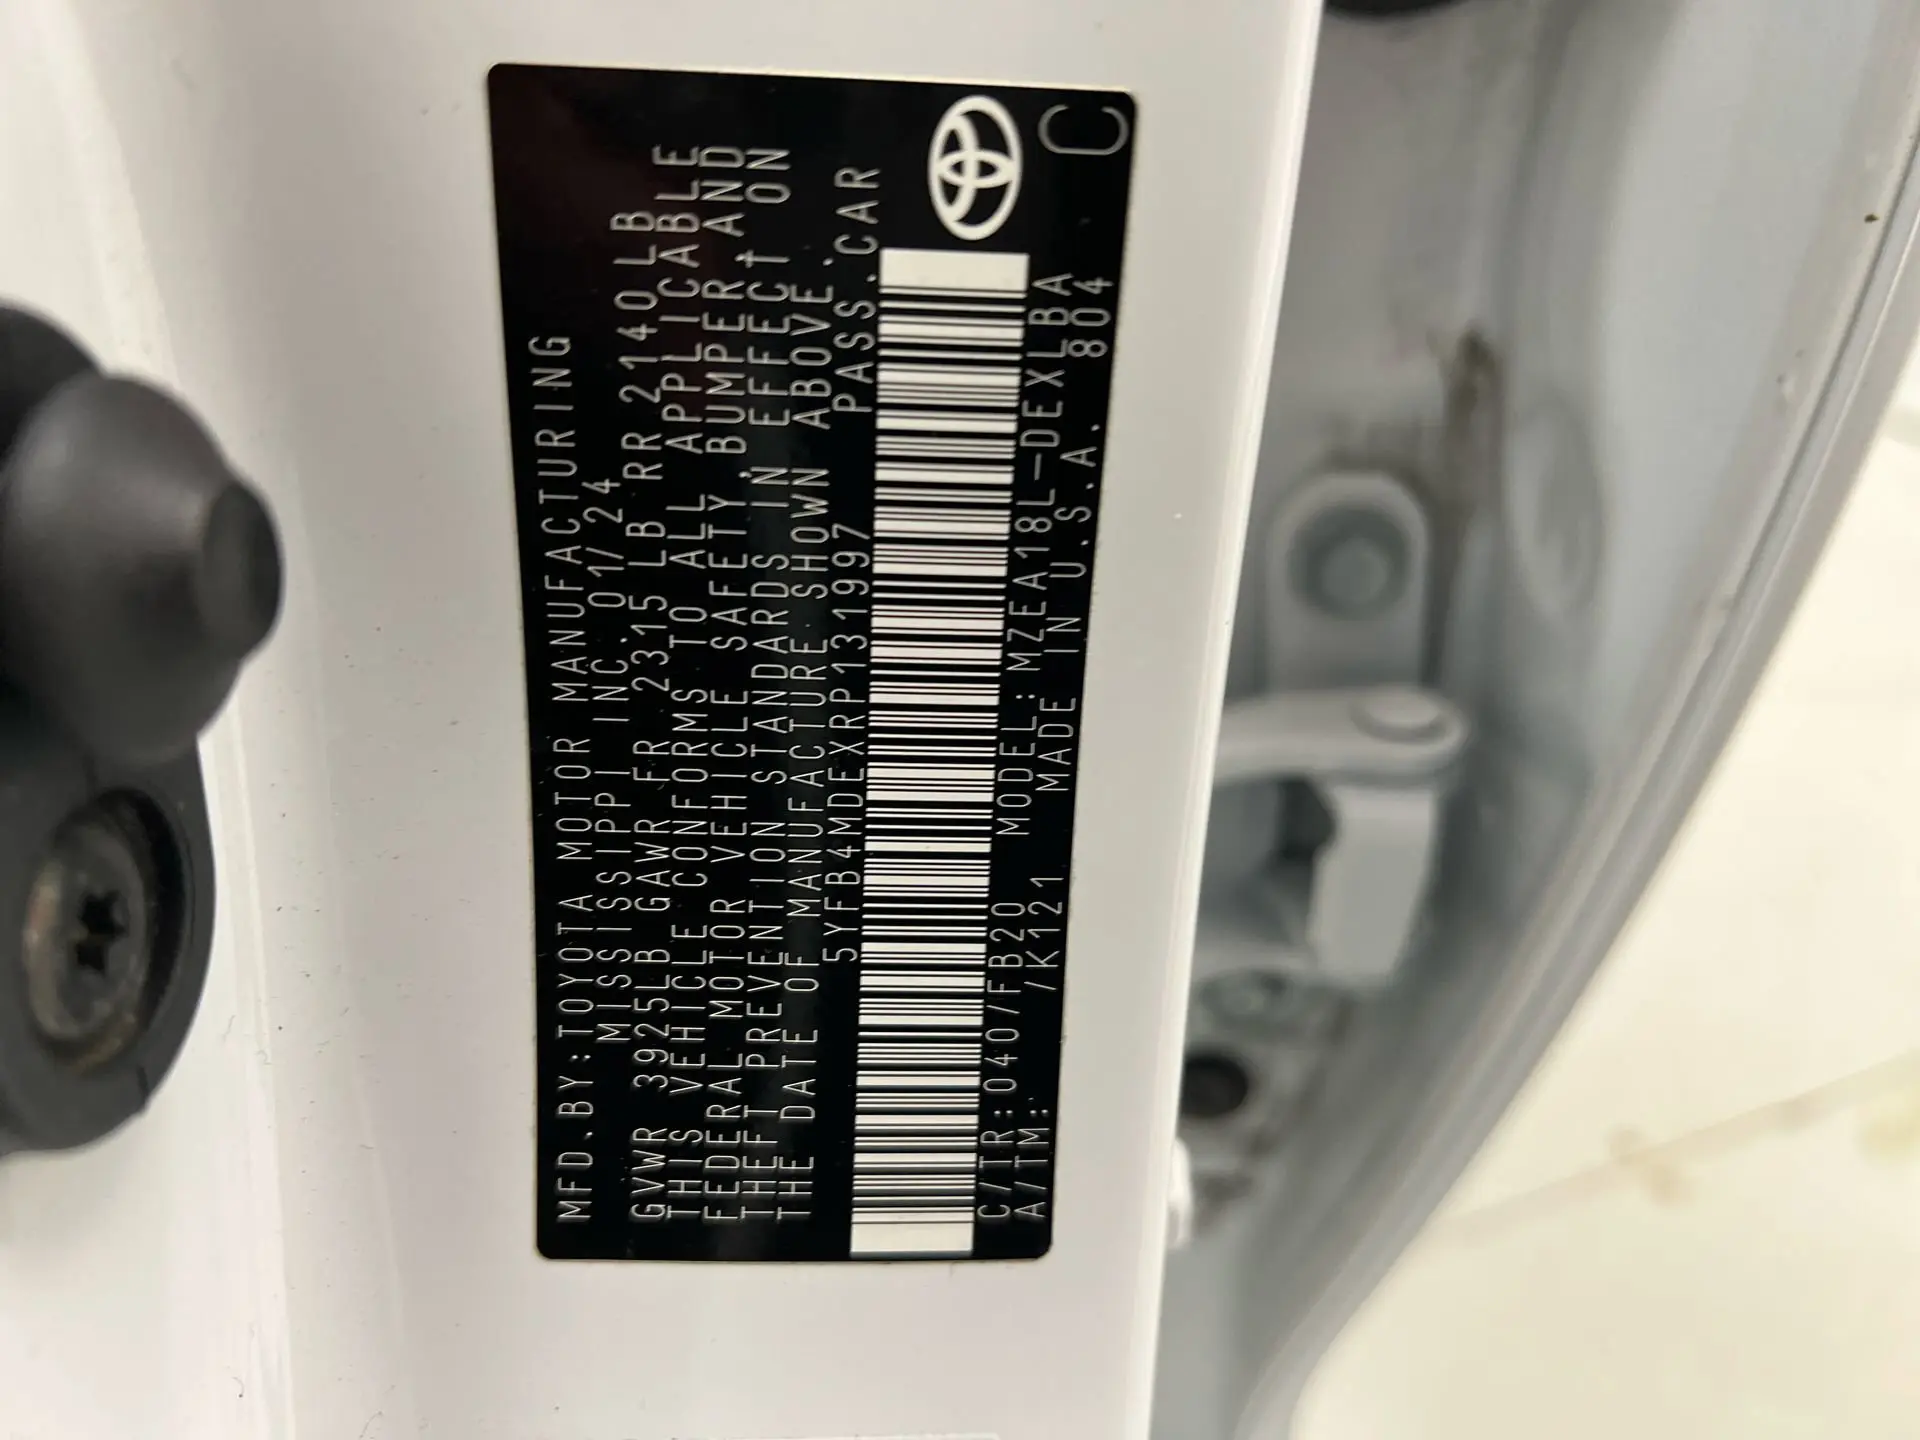 MFD.BY:TOYOTA MOTOR MANUFACTURING
MISSISSIPPI INC. 01/24
GVWR 3925LB GAWR FR 2315 LB RR 2140LB
THIS VEHICLE CONFORMS TO ALL APPLICABLE
FEDERAL MOTOR VEHICLE SAFETY, BUMPER, AND
THEFT PREVENTION STANDARDS IN EFFECT ON
THE DATE OF MANUFACTURE SHOWN ABOVE.
5YFB4MDEXRP131997 PASS.CAR
C/TR:040/FB20 MODEL:MZEA18L-DEXLBA
A/TM: /K121 MADE IN U.S.A. 804
C